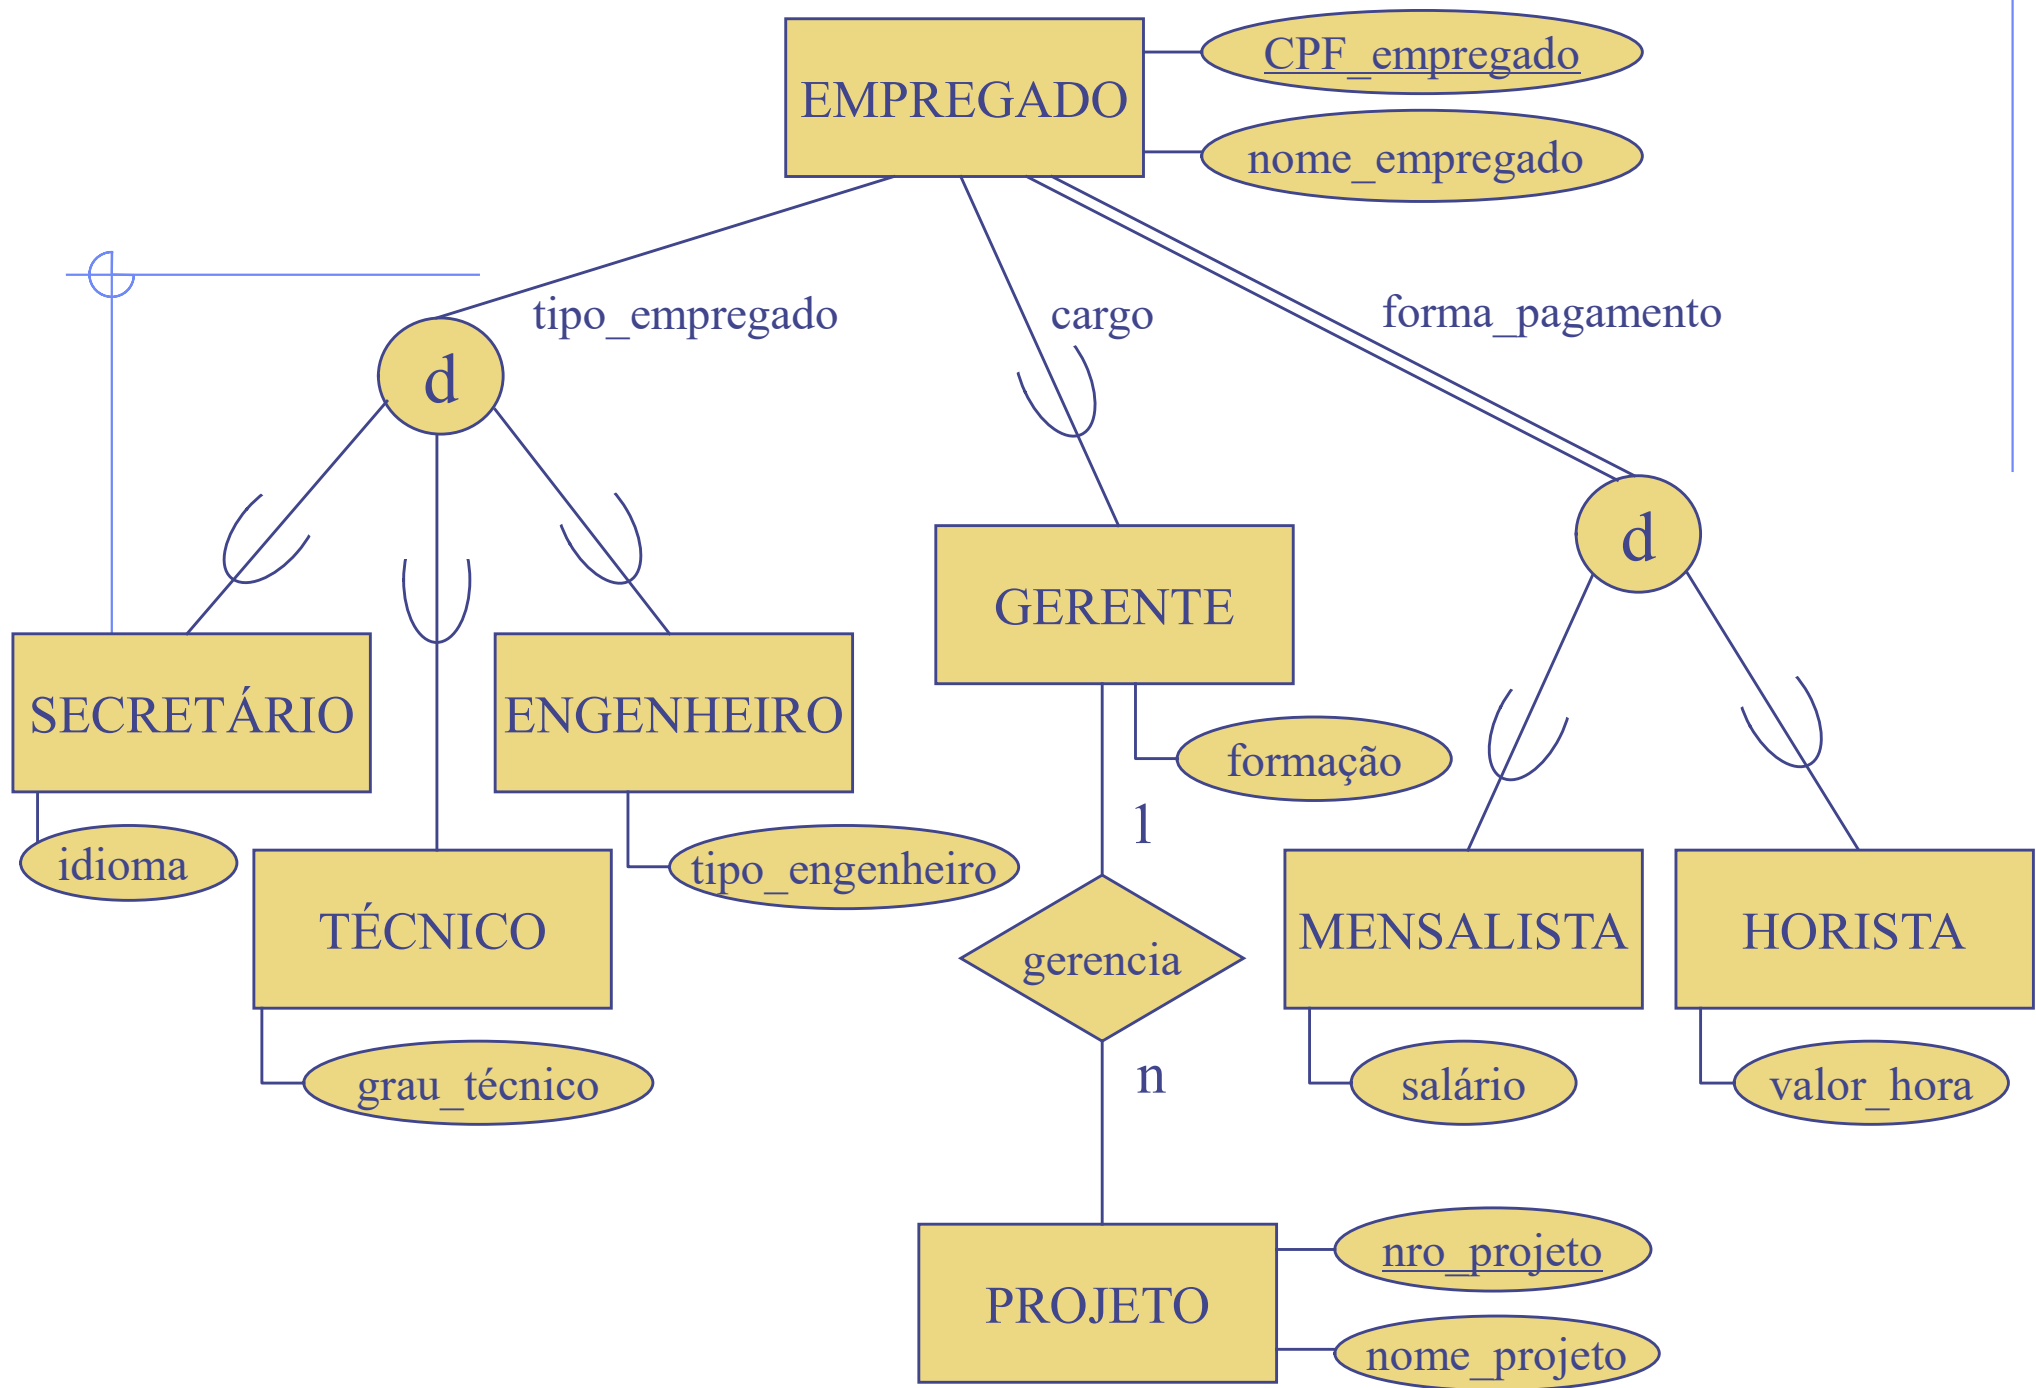 CPF_empregado
EMPREGADO
nome_empregado
tipo_empregado
cargo
forma_pagamento
d
d
GERENTE
SECRETÁRIO
ENGENHEIRO
formação
1
idioma
tipo_engenheiro
TÉCNICO
MENSALISTA
HORISTA
gerencia
grau_técnico
n
salário
valor_hora
nro_projeto
PROJETO
nome_projeto